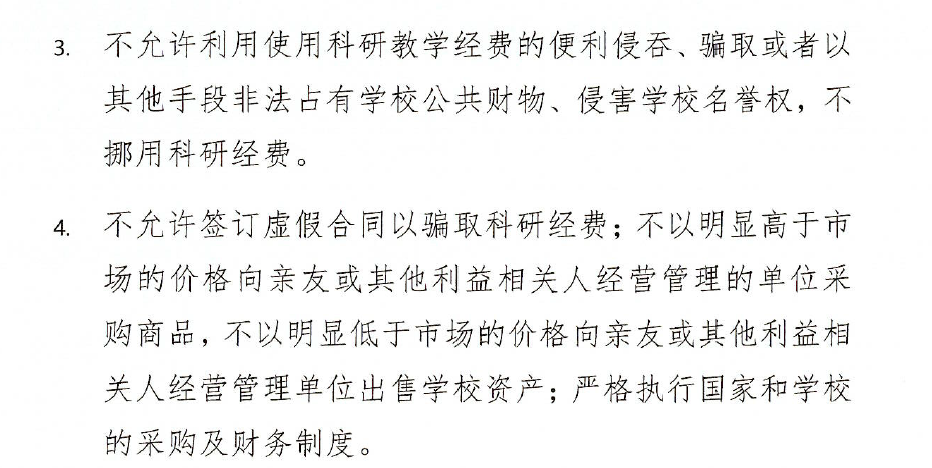 3. 不允许利用使用科研教学经费的便利侵吞、骗取或者以
其他手段非法占有学校公共财物、侵害学校名誉权，不
挪用科研经费。
4. 不允许签订虚假合同以骗取科研经费；不以明显高于市
场的价格向亲友或其他利益相关人经营管理的单位采
购商品，不以明显低于市场的价格向亲友或其他利益相
关人经营管理单位出售学校资产；严格执行国家和学校
的采购及财务制度。